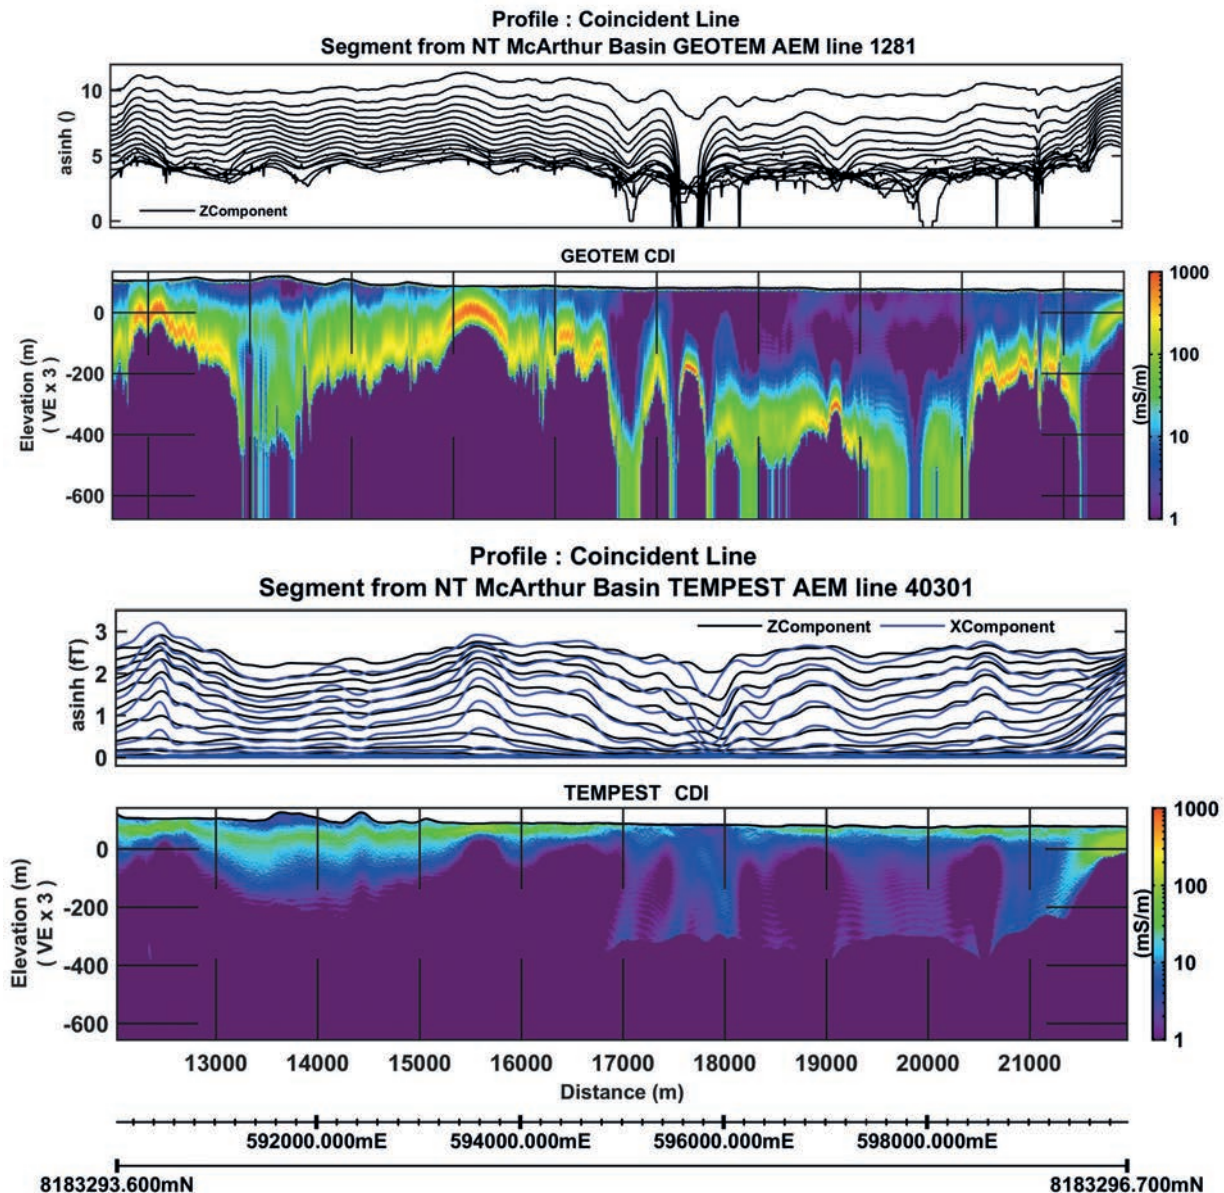 Profile : Coincident Line
Segment from NT McArthur Basin GEOTEM AEM line 1281
asinh ()
10
5
0
ZComponent
GEOTEM CDI
Elevation (m)
( VE x 3 )
0
-200
-400
-600
1000
100
10
1
(mS/m)
Profile : Coincident Line
Segment from NT McArthur Basin TEMPEST AEM line 40301
asinh (fT)
3
2
1
0
ZComponent XComponent
TEMPEST CDI
Elevation (m)
( VE x 3 )
0
-200
-400
-600
1000
100
10
1
(mS/m)
13000 14000 15000 16000 17000 18000 19000 20000 21000
Distance (m)
592000.000mE 594000.000mE 596000.000mE 598000.000mE
8183293.600mN 8183296.700mN